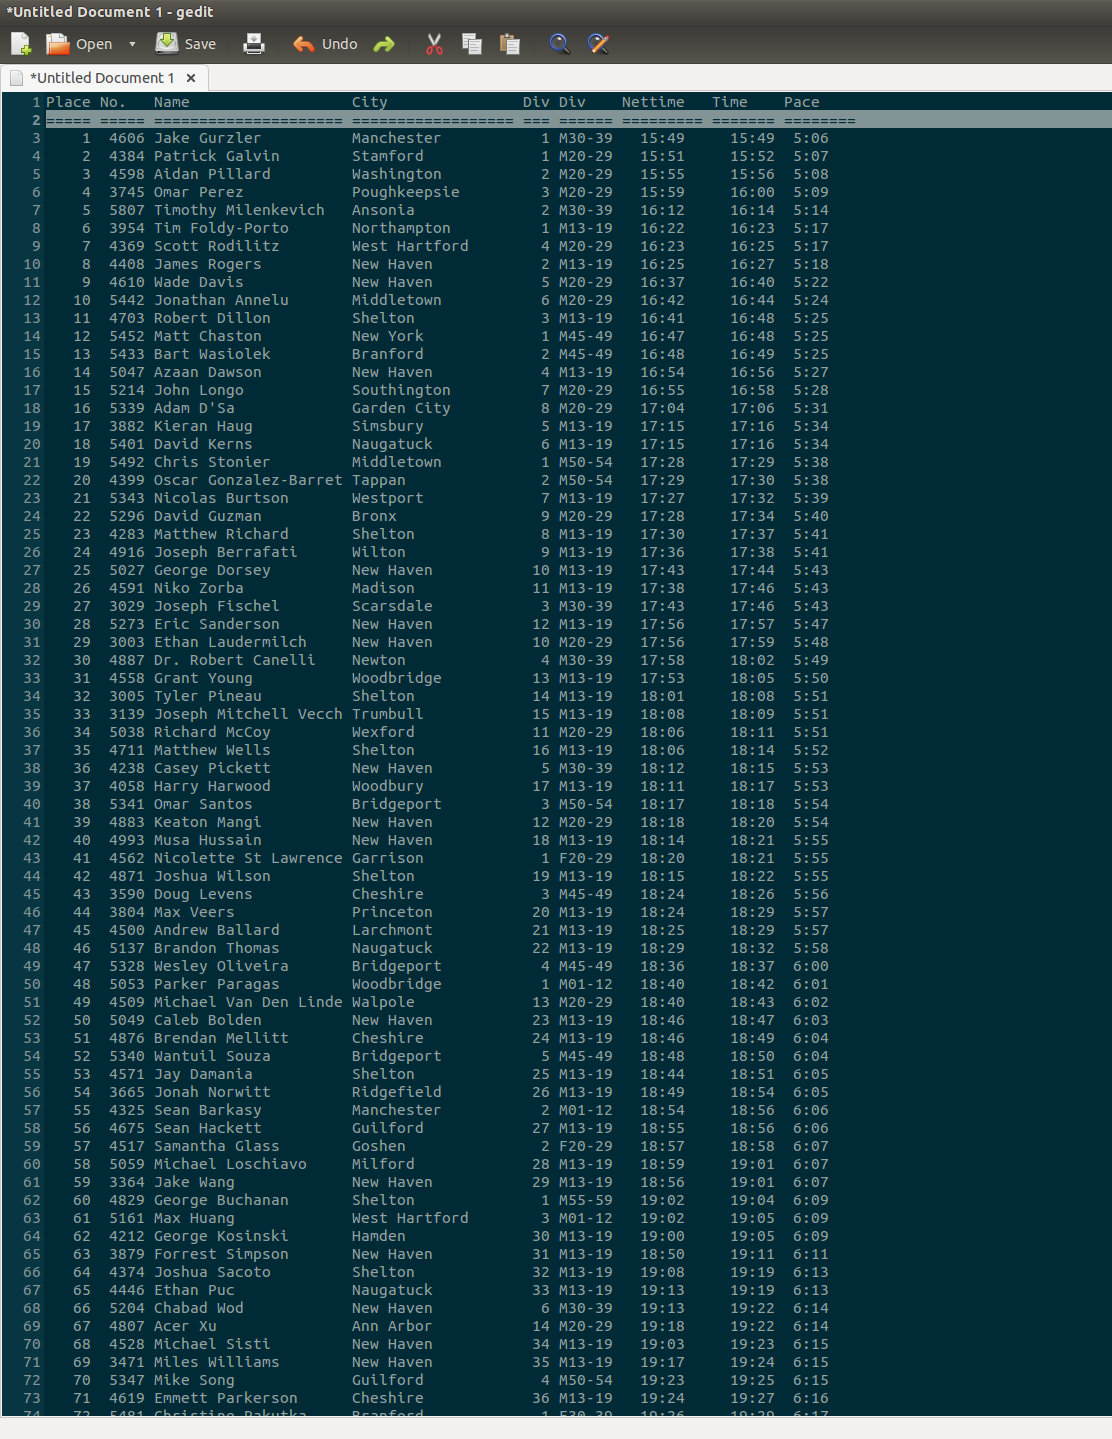 *Untitled Document 1 - gedit
Open Save Undo
*Untitled Document 1 ×
1 Place No.   Name                  City               Div Div    Nettime   Time    Pace
2 ===== ===== ===================== ================== === ====== ========= ======= ========
3     1  4606 Jake Gurzler          Manchester           1 M30-39   15:49     15:49  5:06
4     2  4384 Patrick Galvin        Stamford             1 M20-29   15:51     15:52  5:07
5     3  4598 Aidan Pillard         Washington           2 M20-29   15:55     15:56  5:08
6     4  3745 Omar Perez            Poughkeepsie         3 M20-29   15:59     16:00  5:09
7     5  5807 Timothy Milenkevich   Ansonia              2 M30-39   16:12     16:14  5:14
8     6  3954 Tim Foldy-Porto       Northampton          1 M13-19   16:22     16:23  5:17
9     7  4369 Scott Rodilitz        West Hartford        4 M20-29   16:23     16:25  5:17
10     8  4408 James Rogers          New Haven            2 M13-19   16:25     16:27  5:18
11     9  4610 Wade Davis            New Haven            5 M20-29   16:37     16:40  5:22
12    10  5442 Jonathan Annelu       Middletown           6 M20-29   16:42     16:44  5:24
13    11  4703 Robert Dillon         Shelton              3 M13-19   16:41     16:48  5:25
14    12  5452 Matt Chaston          New York             1 M45-49   16:47     16:48  5:25
15    13  5433 Bart Wasiolek         Branford             2 M45-49   16:48     16:49  5:25
16    14  5047 Azaan Dawson          New Haven            4 M13-19   16:54     16:56  5:27
17    15  5214 John Longo            Southington          7 M20-29   16:55     16:58  5:28
18    16  5339 Adam D'Sa             Garden City          8 M20-29   17:04     17:06  5:31
19    17  3882 Kieran Haug           Simsbury             5 M13-19   17:15     17:16  5:34
20    18  5401 David Kerns           Naugatuck            6 M13-19   17:15     17:16  5:34
21    19  5492 Chris Stonier         Middletown           1 M50-54   17:28     17:29  5:38
22    20  4399 Oscar Gonzalez-Barret Tappan               2 M50-54   17:29     17:30  5:38
23    21  5343 Nicolas Burtson       Westport             7 M13-19   17:27     17:32  5:39
24    22  5296 David Guzman          Bronx                9 M20-29   17:28     17:34  5:40
25    23  4283 Matthew Richard       Shelton              8 M13-19   17:30     17:37  5:41
26    24  4916 Joseph Berrafati      Wilton               9 M13-19   17:36     17:38  5:41
27    25  5027 George Dorsey         New Haven           10 M13-19   17:43     17:44  5:43
28    26  4591 Niko Zorba            Madison             11 M13-19   17:38     17:46  5:43
29    27  3029 Joseph Fischel        Scarsdale            3 M30-39   17:43     17:46  5:43
30    28  5273 Eric Sanderson        New Haven           12 M13-19   17:56     17:57  5:47
31    29  3003 Ethan Laudermilch     New Haven           10 M20-29   17:56     17:59  5:48
32    30  4887 Dr. Robert Canelli    Newton               4 M30-39   17:58     18:02  5:49
33    31  4558 Grant Young           Woodbridge          13 M13-19   17:53     18:05  5:50
34    32  3005 Tyler Pineau          Shelton             14 M13-19   18:01     18:08  5:51
35    33  3139 Joseph Mitchell Vecch Trumbull            15 M13-19   18:08     18:09  5:51
36    34  5038 Richard McCoy         Wexford             11 M20-29   18:06     18:11  5:51
37    35  4711 Matthew Wells         Shelton             16 M13-19   18:06     18:14  5:52
38    36  4238 Casey Pickett         New Haven            5 M30-39   18:12     18:15  5:53
39    37  4058 Harry Harwood         Woodbury            17 M13-19   18:11     18:17  5:53
40    38  5341 Omar Santos           Bridgeport           3 M50-54   18:17     18:18  5:54
41    39  4883 Keaton Mangi          New Haven           12 M20-29   18:18     18:20  5:54
42    40  4993 Musa Hussain          New Haven           18 M13-19   18:14     18:21  5:55
43    41  4562 Nicolette St Lawrence Garrison             1 F20-29   18:20     18:21  5:55
44    42  4871 Joshua Wilson         Shelton             19 M13-19   18:15     18:22  5:55
45    43  3590 Doug Levens           Cheshire             3 M45-49   18:24     18:26  5:56
46    44  3804 Max Veers             Princeton           20 M13-19   18:24     18:29  5:57
47    45  4500 Andrew Ballard        Larchmont           21 M13-19   18:25     18:29  5:57
48    46  5137 Brandon Thomas        Naugatuck           22 M13-19   18:29     18:32  5:58
49    47  5328 Wesley Oliveira       Bridgeport           4 M45-49   18:36     18:37  6:00
50    48  5053 Parker Paragas        Woodbridge           1 M01-12   18:40     18:42  6:01
51    49  4509 Michael Van Den Linde Walpole             13 M20-29   18:40     18:43  6:02
52    50  5049 Caleb Bolden          New Haven           23 M13-19   18:46     18:47  6:03
53    51  4876 Brendan Mellitt       Cheshire            24 M13-19   18:46     18:49  6:04
54    52  5340 Wantuil Souza         Bridgeport           5 M45-49   18:48     18:50  6:04
55    53  4571 Jay Damania           Shelton             25 M13-19   18:44     18:51  6:05
56    54  3665 Jonah Norwitt         Ridgefield          26 M13-19   18:49     18:54  6:05
57    55  4325 Sean Barkasy          Manchester           2 M01-12   18:54     18:56  6:06
58    56  4675 Sean Hackett          Guilford            27 M13-19   18:55     18:56  6:06
59    57  4517 Samantha Glass        Goshen               2 F20-29   18:57     18:58  6:07
60    58  5059 Michael Loschiavo     Milford             28 M13-19   18:59     19:01  6:07
61    59  3364 Jake Wang             New Haven           29 M13-19   18:56     19:01  6:07
62    60  4829 George Buchanan       Shelton              1 M55-59   19:02     19:04  6:09
63    61  5161 Max Huang             West Hartford        3 M01-12   19:02     19:05  6:09
64    62  4212 George Kosinski       Hamden              30 M13-19   19:00     19:05  6:09
65    63  3879 Forrest Simpson       New Haven           31 M13-19   18:50     19:11  6:11
66    64  4374 Joshua Sacoto         Shelton             32 M13-19   19:08     19:19  6:13
67    65  4446 Ethan Puc             Naugatuck           33 M13-19   19:13     19:19  6:13
68    66  5204 Chabad Wod            New Haven            6 M30-39   19:13     19:22  6:14
69    67  4807 Acer Xu               Ann Arbor           14 M20-29   19:18     19:22  6:14
70    68  4528 Michael Sisti         New Haven           34 M13-19   19:03     19:23  6:15
71    69  3471 Miles Williams        New Haven           35 M13-19   19:17     19:24  6:15
72    70  5347 Mike Song             Guilford             4 M50-54   19:23     19:25  6:15
73    71  4619 Emmett Parkerson      Cheshire            36 M13-19   19:24     19:27  6:16
74    72  5481 Christine Pakutka     Branford             1 F30-39   19:26     19:29  6:17